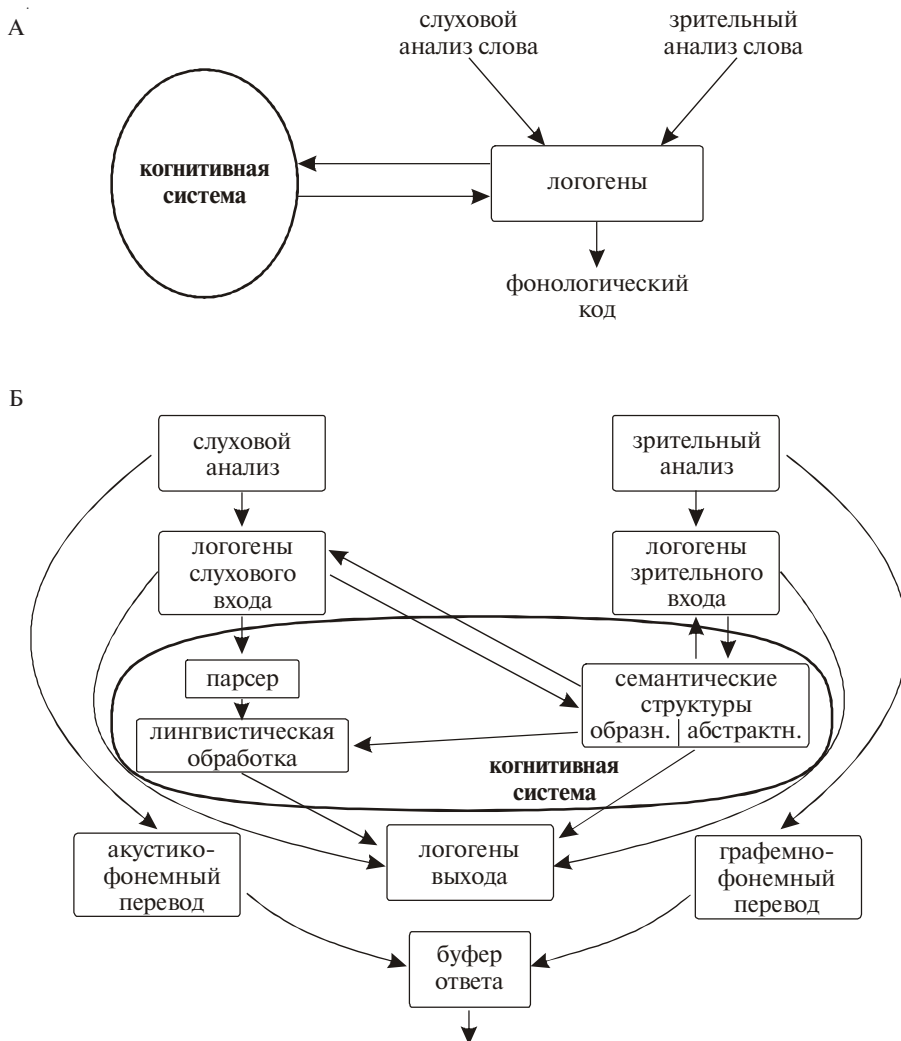 А
слуховой
анализ слова
зрительный
анализ слова
когнитивная
система
логогены
фонологический
код
Б
слуховой
анализ
зрительный
анализ
логогены
слухового
входа
логогены
зрительного
входа
парсер
семантические
структуры
образн. абстрактн.
лингвистическая
обработка
когнитивная
система
акустико-
фонемный
перевод
логогены
выхода
графемно-
фонемный
перевод
буфер
ответа